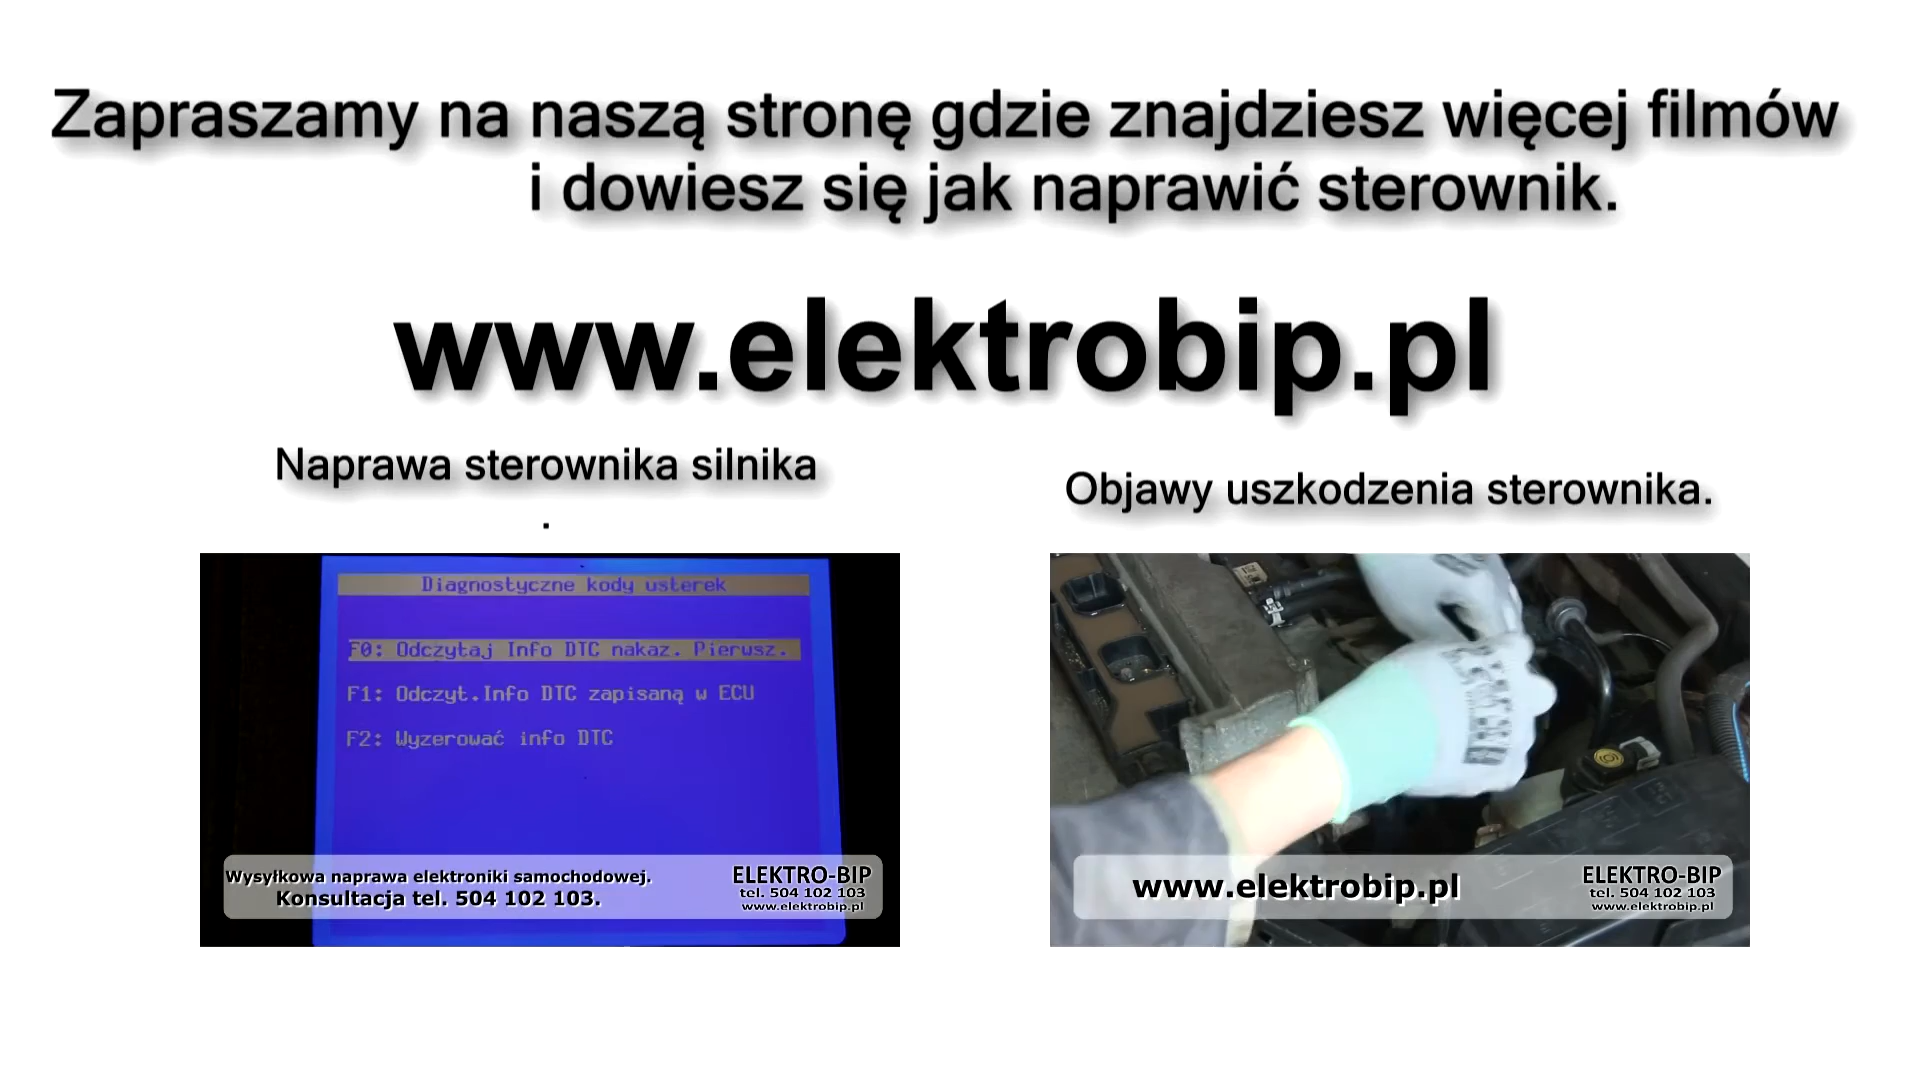 Zapraszamy na naszą stronę gdzie znajdziesz więcej filmów
i dowiesz się jak naprawić sterownik.
www.elektrobip.pl
Naprawa sterownika silnika
.
Objawy uszkodzenia sterownika.
Diagnostyczne kody usterek
F0: Odczytaj Info DTC nakaz. Pierwsz.
F1: Odczyt.Info DTC zapisaną w ECU
F2: Wyzerować info DTC
Wysyłkowa naprawa elektroniki samochodowej.
Konsultacja tel. 504 102 103.
ELEKTRO-BIP
tel. 504 102 103
www.elektrobip.pl
www.elektrobip.pl
ELEKTRO-BIP
tel. 504 102 103
www.elektrobip.pl